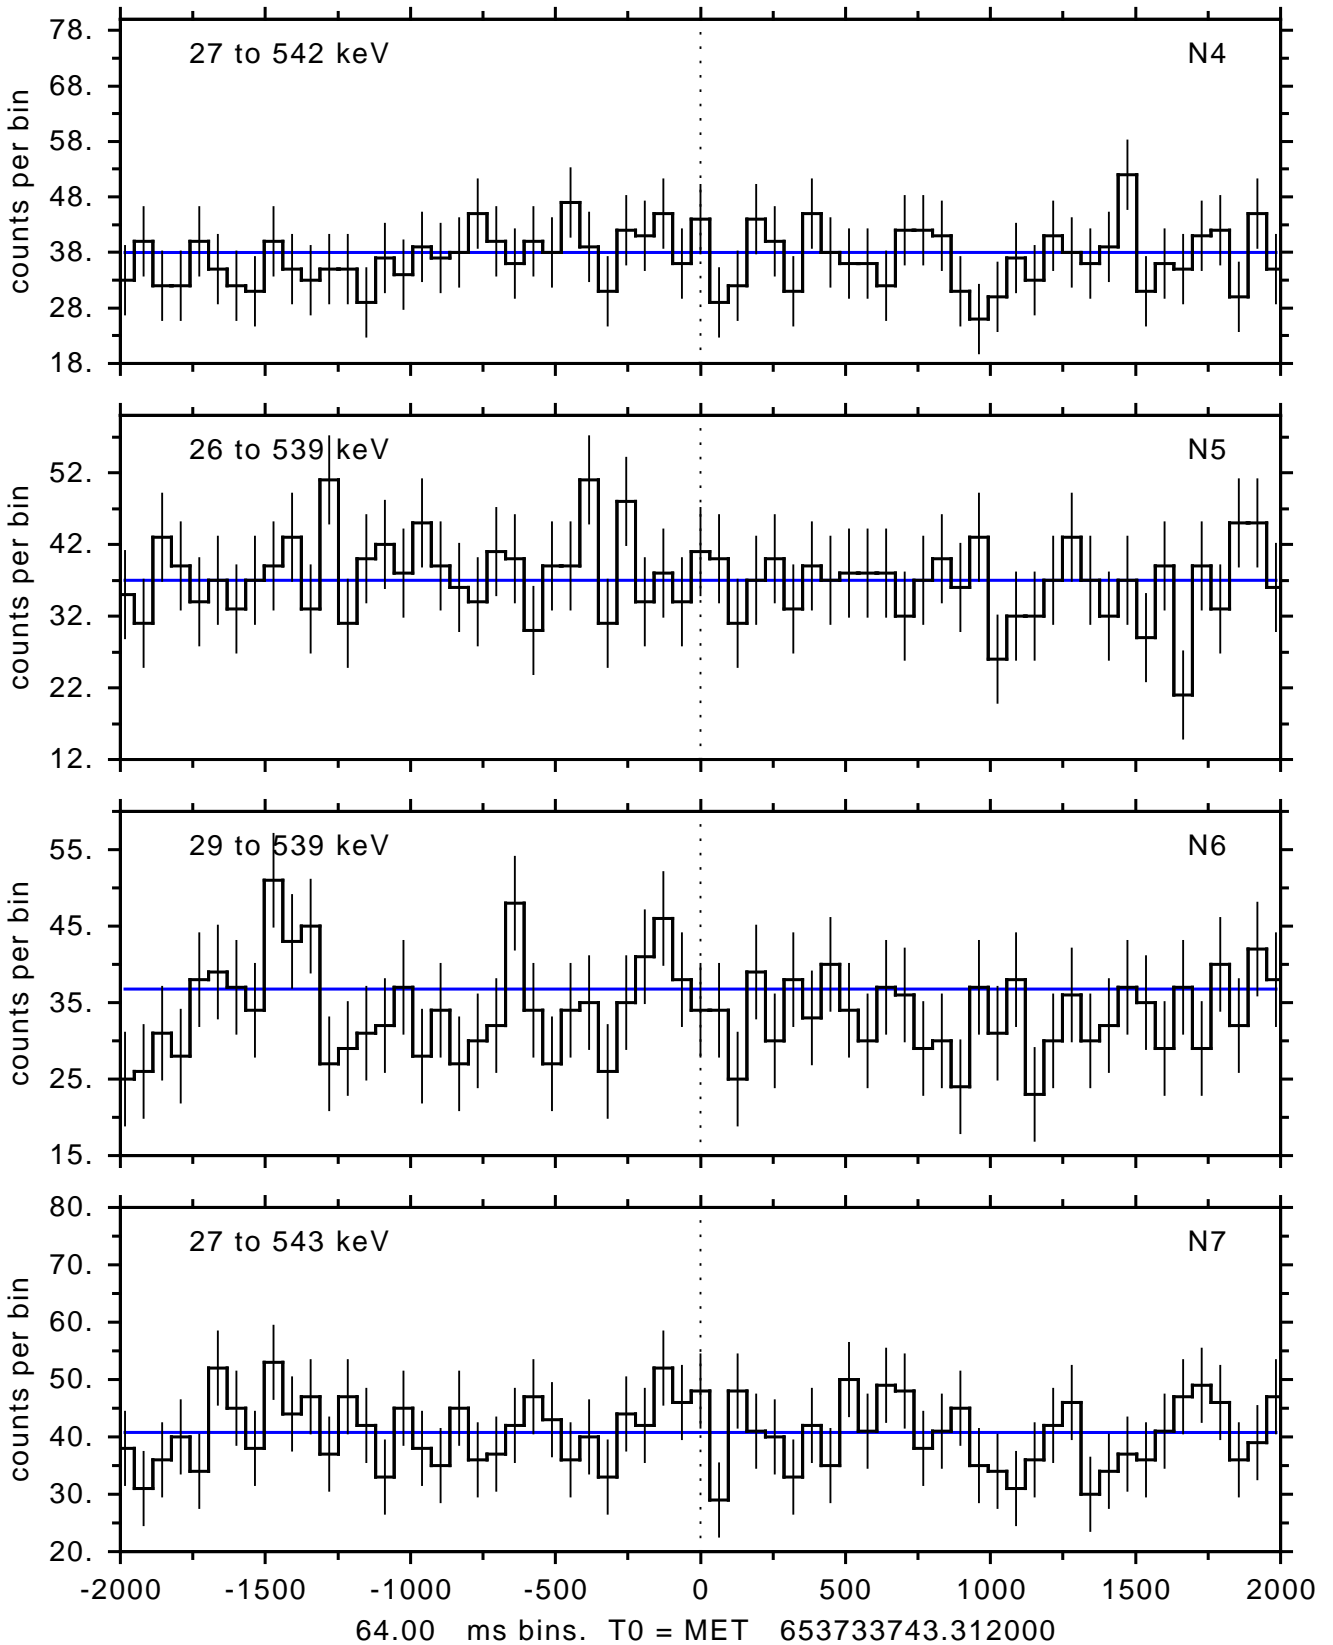 78.
27 to 542 keV
N4
68.
58.
48.
38.
28.
18.
counts per bin
26 to 539 keV
N5
52.
42.
32.
22.
12.
counts per bin
29 to 539 keV
N6
55.
45.
35.
25.
15.
counts per bin
80.
27 to 543 keV
N7
70.
60.
50.
40.
30.
20.
counts per bin
-2000 -1500 -1000 -500 0 500 1000 1500 2000
64.00 ms bins. T0 = MET 653733743.312000